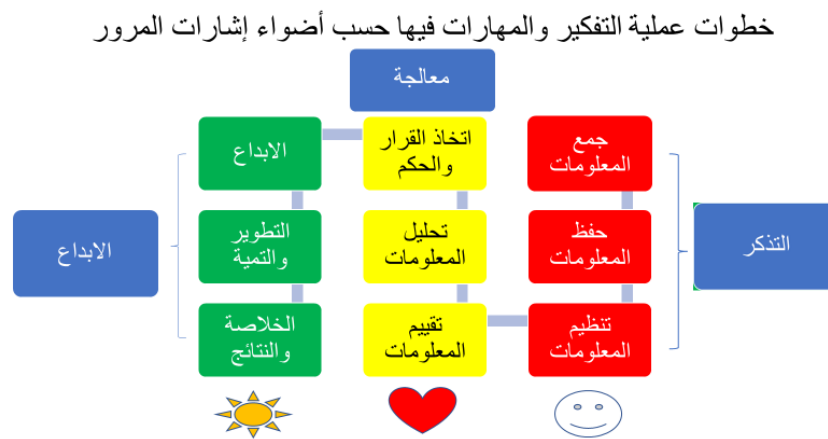 خطوات عملية التفكير والمهارات فيها حسب أضواء إشارات المرور
معالجة
التذكر
جمع
المعلومات
حفظ
المعلومات
تنظيم
المعلومات
اتخاذ القرار
والحكم
تحليل
المعلومات
تقييم
المعلومات
الابداع
التطوير
والتمية
الخلاصة
والنتائج
الابداع